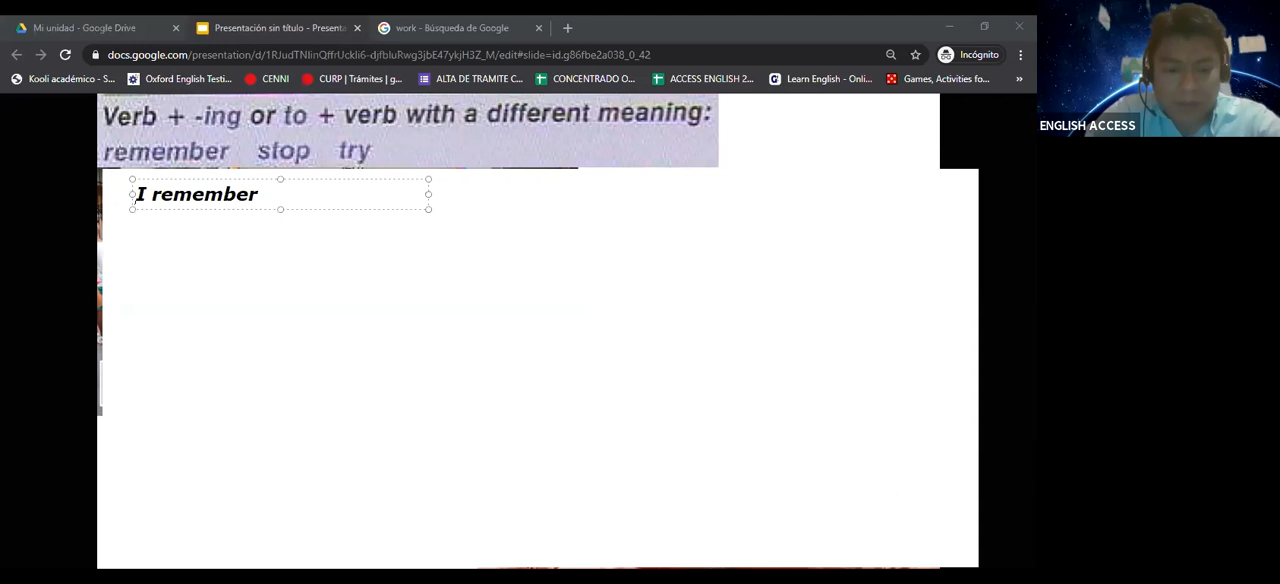 Mi unidad - Google Drive
Presentación sin título - Presenta
work - Búsqueda de Google
docs.google.com/presentation/d/1RJudTNlinQffrUckli6-djfbluRwg3jbE47ykjH3Z_M/edit#slide=id.g86fbe2a038_0_42
Incógnito
Kooli académico - S...
Oxford English Testi...
CENNI
CURP | Trámites | g...
ALTA DE TRAMITE C...
CONCENTRADO O...
ACCESS ENGLISH 2...
Learn English - Onli...
Games, Activities fo...
»
ENGLISH ACCESS
Verb + -ing or to + verb with a different meaning:
remember stop try
I remember